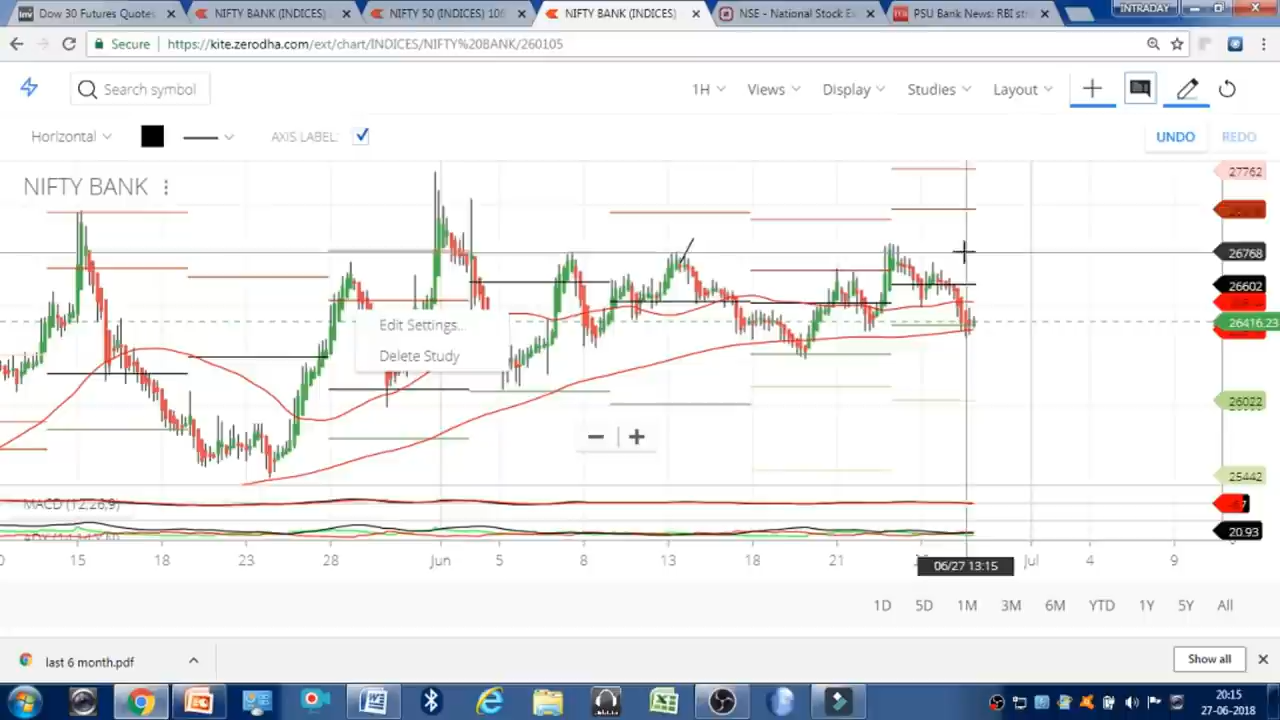 Dow 30 Futures Quotes
NIFTY BANK (INDICES)
NIFTY 50 (INDICES) 10
NIFTY BANK (INDICES)
NSE - National Stock Ex
PSU Bank News: RBI str
INTRADAY
Secure
https://kite.zerodha.com/ext/chart/INDICES/NIFTY%20BANK/260105
Search symbol
1H
Views
Display
Studies
Layout
Horizontal
AXIS LABEL:
UNDO
REDO
NIFTY BANK
27762
26768
26602
26416.23
26022
25442
Edit Settings...
Delete Study
MACD (12,26,9)
20.93
15
18
23
28
Jun
5
8
13
18
21
06/27 13:15
Jul
4
9
1D
5D
1M
3M
6M
YTD
1Y
5Y
All
last 6 month.pdf
Show all
20:15
27-06-2018